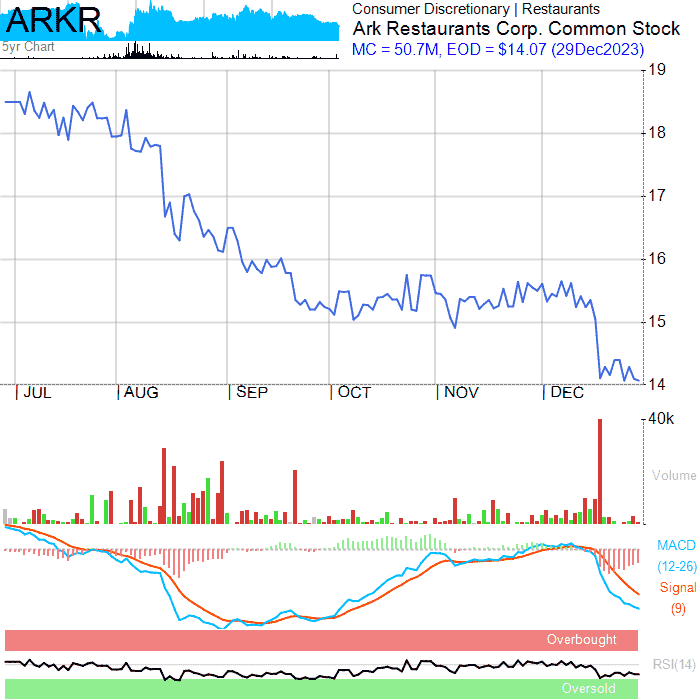 ARKR
5yr Chart
Consumer Discretionary | Restaurants
Ark Restaurants Corp. Common Stock
MC = 50.7M, EOD = $14.07 (29Dec2023)
19
18
17
16
15
14
JUL AUG SEP OCT NOV DEC
40k
Volume
MACD
(12-26)
Signal
(9)
Overbought
RSI(14)
Oversold